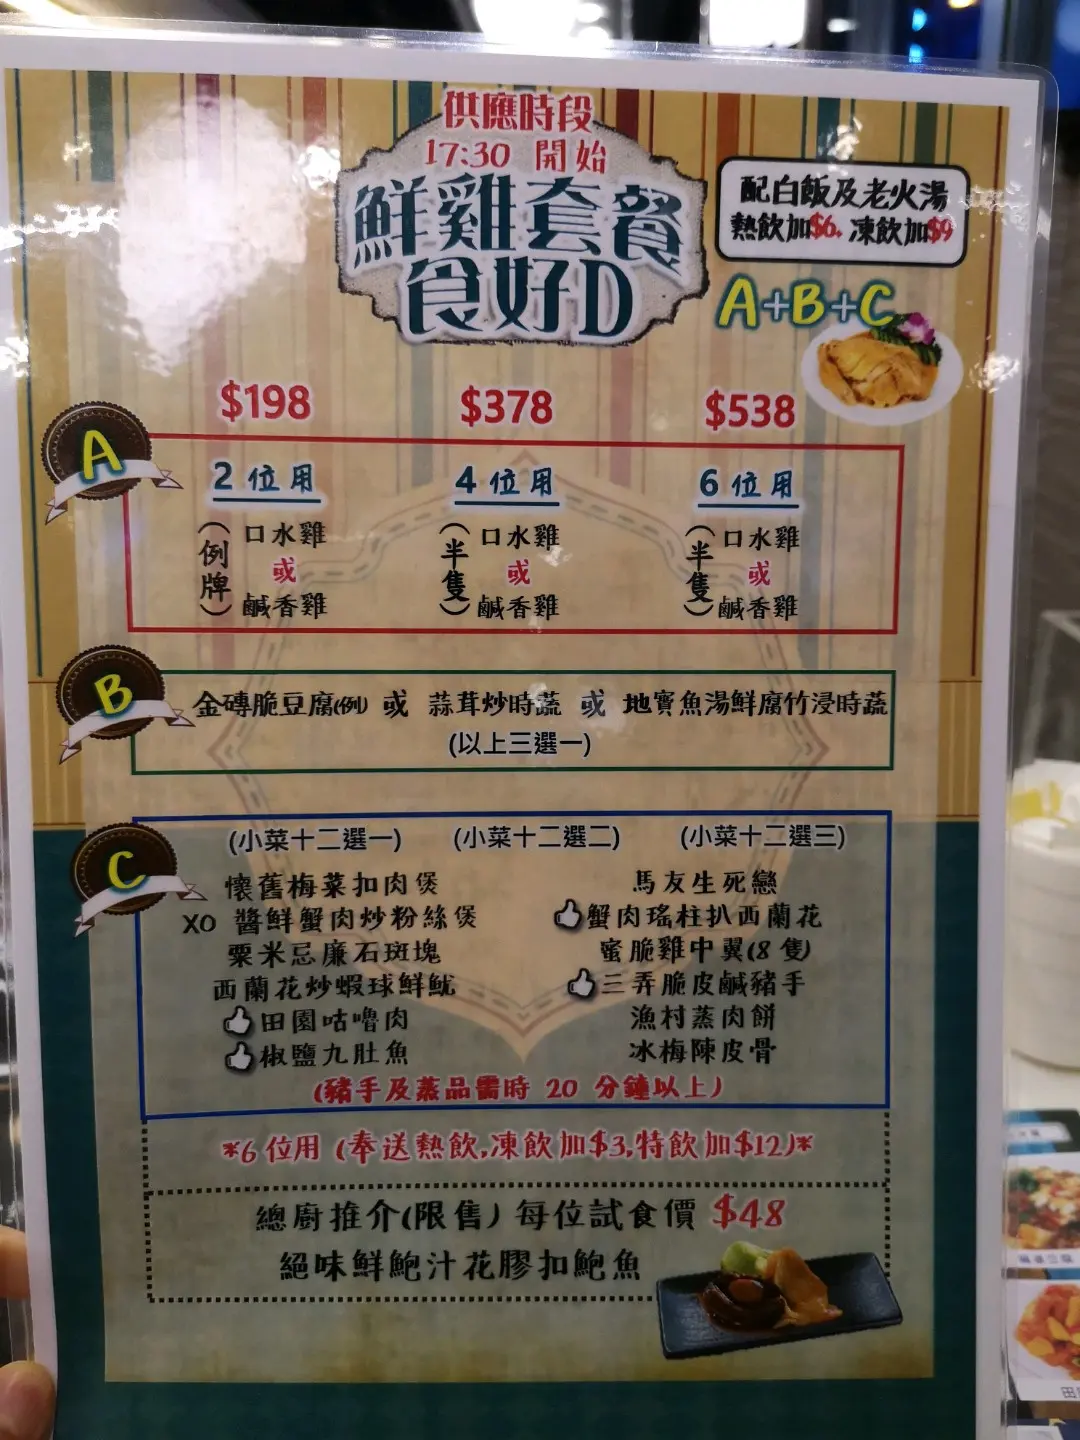 供應時段
17:30 開始
鮮雞套餐
食好D
配白飯及老火湯
熱飲加$6, 凍飲加$9
A+B+C
$198 $378 $538
A
2位用 4位用 6位用
(例牌) 口水雞 或 鹹香雞
(半隻) 口水雞 或 鹹香雞
(半隻) 口水雞 或 鹹香雞
B
金磚脆豆腐(例) 或 蒜茸炒時蔬 或 地寶魚湯鮮腐竹浸時蔬
(以上三選一)
C
(小菜十二選一) (小菜十二選二) (小菜十二選三)
懷舊梅菜扣肉煲
XO 醬鮮蟹肉炒粉絲煲
粟米忌廉石斑塊
西蘭花炒蝦球鮮魷
田園咕嚕肉
椒鹽九肚魚
馬友生死戀
蟹肉瑤柱扒西蘭花
蜜脆雞中翼(8 隻)
三弄脆皮鹹豬手
漁村蒸肉餅
冰梅陳皮骨
(豬手及蒸品需時 20 分鐘以上)
*6位用 (奉送熱飲,凍飲加$3,特飲加$12)*
總廚推介(限售) 每位試食價 $48
絕味鮮鮑汁花膠扣鮑魚